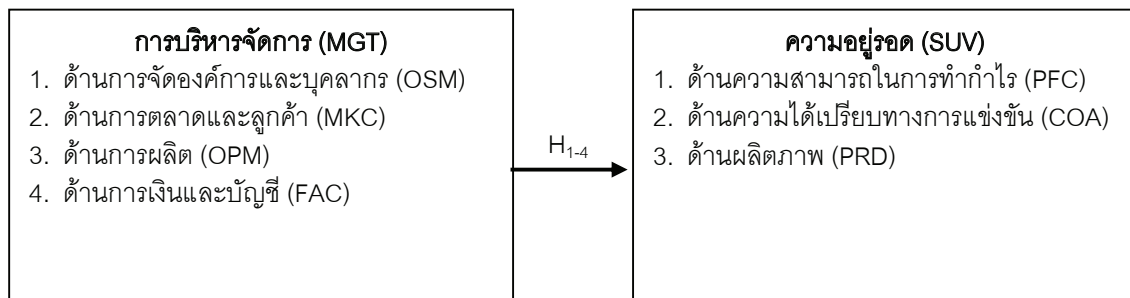 การบริหารจัดการ (MGT)
1. ด้านการจัดองค์การและบุคลากร (OSM)
2. ด้านการตลาดและลูกค้า (MKC)
3. ด้านการผลิต (OPM)
4. ด้านการเงินและบัญชี (FAC)
H1-4
ความอยู่รอด (SUV)
1. ด้านความสามารถในการทำกำไร (PFC)
2. ด้านความได้เปรียบทางการแข่งขัน (COA)
3. ด้านผลิตภาพ (PRD)